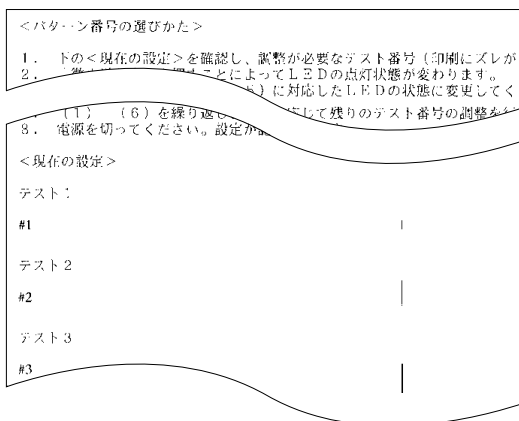 <パターン番号の選びかた>
1. 下の<現在の設定>を確認し、調整が必要なテスト番号(印刷にズレが
2. ことによってLEDの点灯状態が変わります。
)に対応したLEDの状態に変更してく
(1) (6)を繰り返し 応じて残りのテスト番号の調整を
8. 電源を切ってください。設定が
<現在の設定>
テスト1
#1
テスト2
#2
テスト3
#3